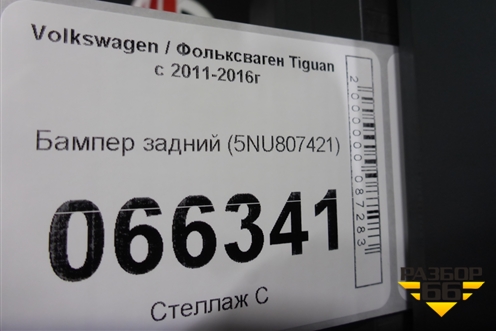 Volkswagen / Фольксваген Tiguan
с 2011-2016г
Бампер задний (5NU807421)
066341
Стеллаж С
2000000087283
РАЗБОР
66